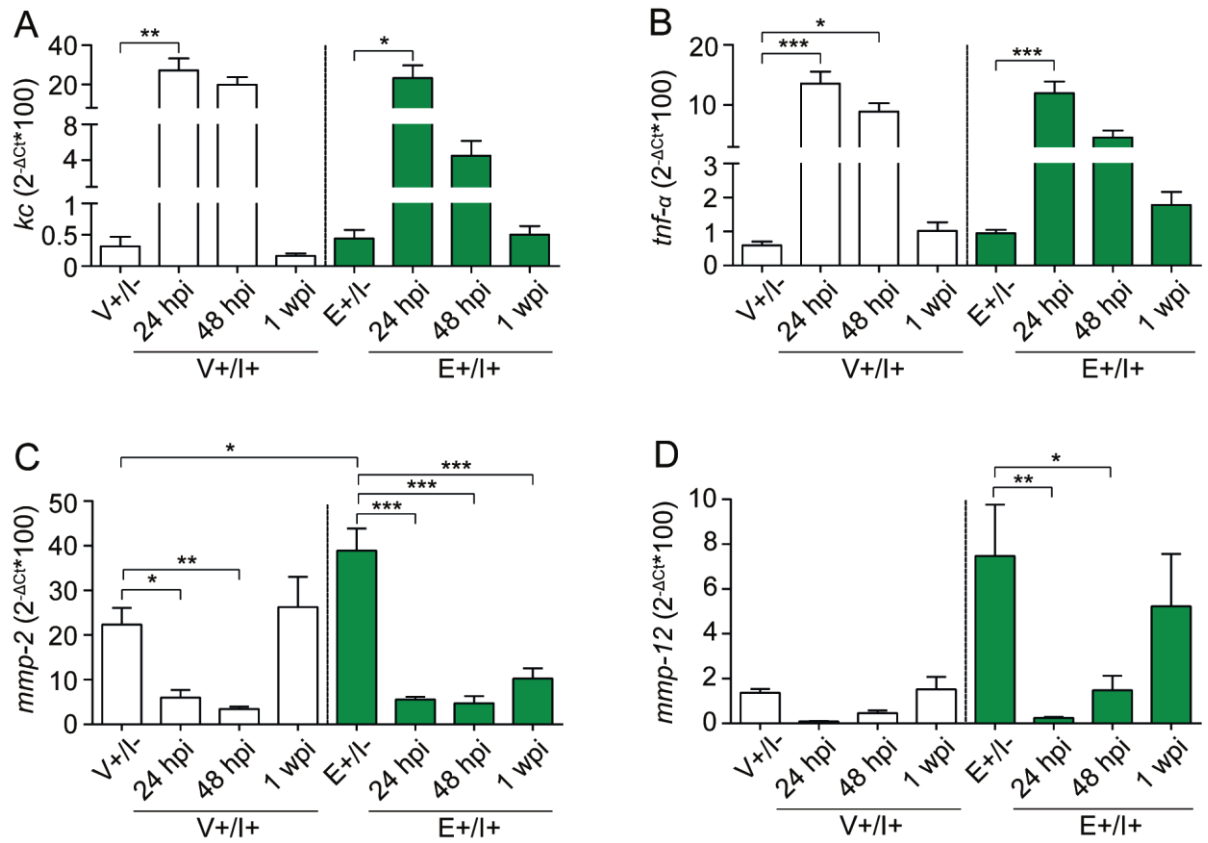 A
kc (2-ΔCt*100)
40
20
0
8
4
0
0.5
0
**
*
V+/I-
24 hpi
48 hpi
1 wpi
E+/I-
24 hpi
48 hpi
1 wpi
V+/I+
E+/I+
B
tnf-α (2-ΔCt*100)
20
10
3
2
1
0
*
***
***
V+/I-
24 hpi
48 hpi
1 wpi
E+/I-
24 hpi
48 hpi
1 wpi
V+/I+
E+/I+
C
mmp-2 (2-ΔCt*100)
50
40
30
20
10
0
*
***
***
***
**
*
V+/I-
24 hpi
48 hpi
1 wpi
E+/I-
24 hpi
48 hpi
1 wpi
V+/I+
E+/I+
D
mmp-12 (2-ΔCt*100)
10
8
6
4
2
0
*
**
V+/I-
24 hpi
48 hpi
1 wpi
E+/I-
24 hpi
48 hpi
1 wpi
V+/I+
E+/I+